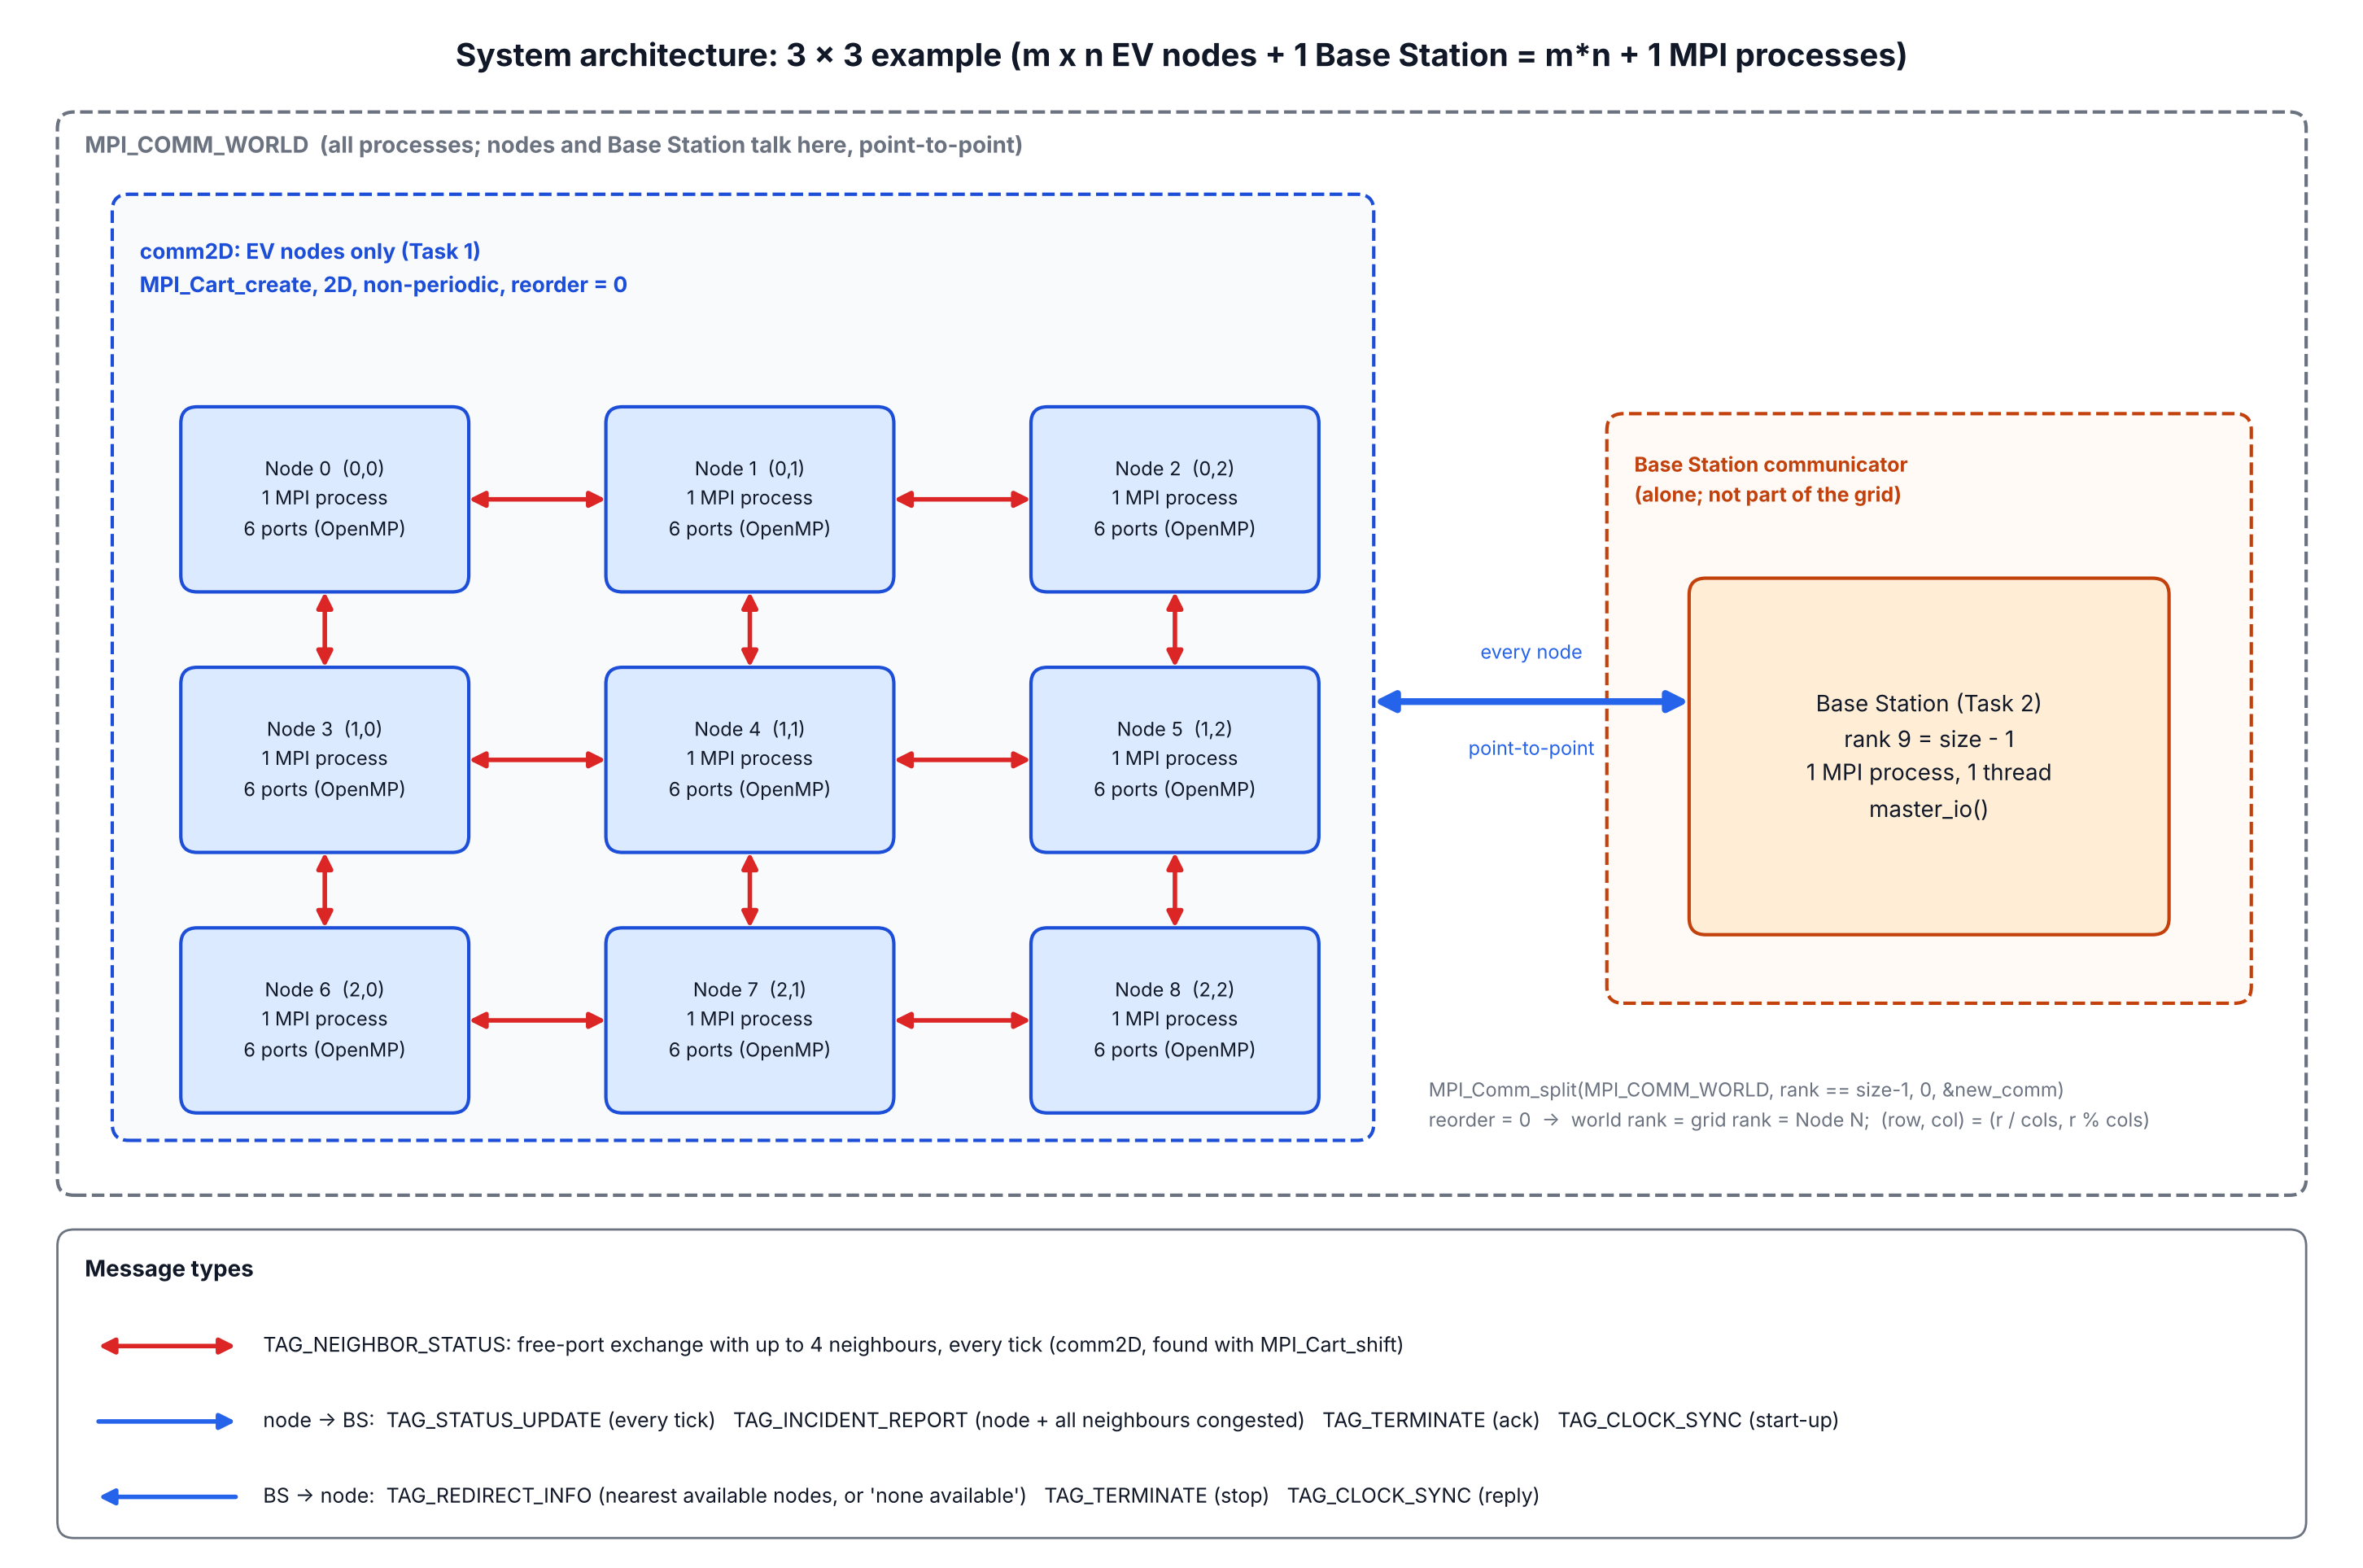 System architecture: 3 × 3 example (m x n EV nodes + 1 Base Station = m*n + 1 MPI processes)
MPI_COMM_WORLD (all processes; nodes and Base Station talk here, point-to-point)
comm2D: EV nodes only (Task 1)
MPI_Cart_create, 2D, non-periodic, reorder = 0
Node 0 (0,0)
1 MPI process
6 ports (OpenMP)
Node 1 (0,1)
1 MPI process
6 ports (OpenMP)
Node 2 (0,2)
1 MPI process
6 ports (OpenMP)
Node 3 (1,0)
1 MPI process
6 ports (OpenMP)
Node 4 (1,1)
1 MPI process
6 ports (OpenMP)
Node 5 (1,2)
1 MPI process
6 ports (OpenMP)
Node 6 (2,0)
1 MPI process
6 ports (OpenMP)
Node 7 (2,1)
1 MPI process
6 ports (OpenMP)
Node 8 (2,2)
1 MPI process
6 ports (OpenMP)
every node
point-to-point
Base Station communicator
(alone; not part of the grid)
Base Station (Task 2)
rank 9 = size - 1
1 MPI process, 1 thread
master_io()
MPI_Comm_split(MPI_COMM_WORLD, rank == size-1, 0, &new_comm)
reorder = 0 → world rank = grid rank = Node N; (row, col) = (r / cols, r % cols)
Message types
TAG_NEIGHBOR_STATUS: free-port exchange with up to 4 neighbours, every tick (comm2D, found with MPI_Cart_shift)
node → BS: TAG_STATUS_UPDATE (every tick) TAG_INCIDENT_REPORT (node + all neighbours congested) TAG_TERMINATE (ack) TAG_CLOCK_SYNC (start-up)
BS → node: TAG_REDIRECT_INFO (nearest available nodes, or 'none available') TAG_TERMINATE (stop) TAG_CLOCK_SYNC (reply)